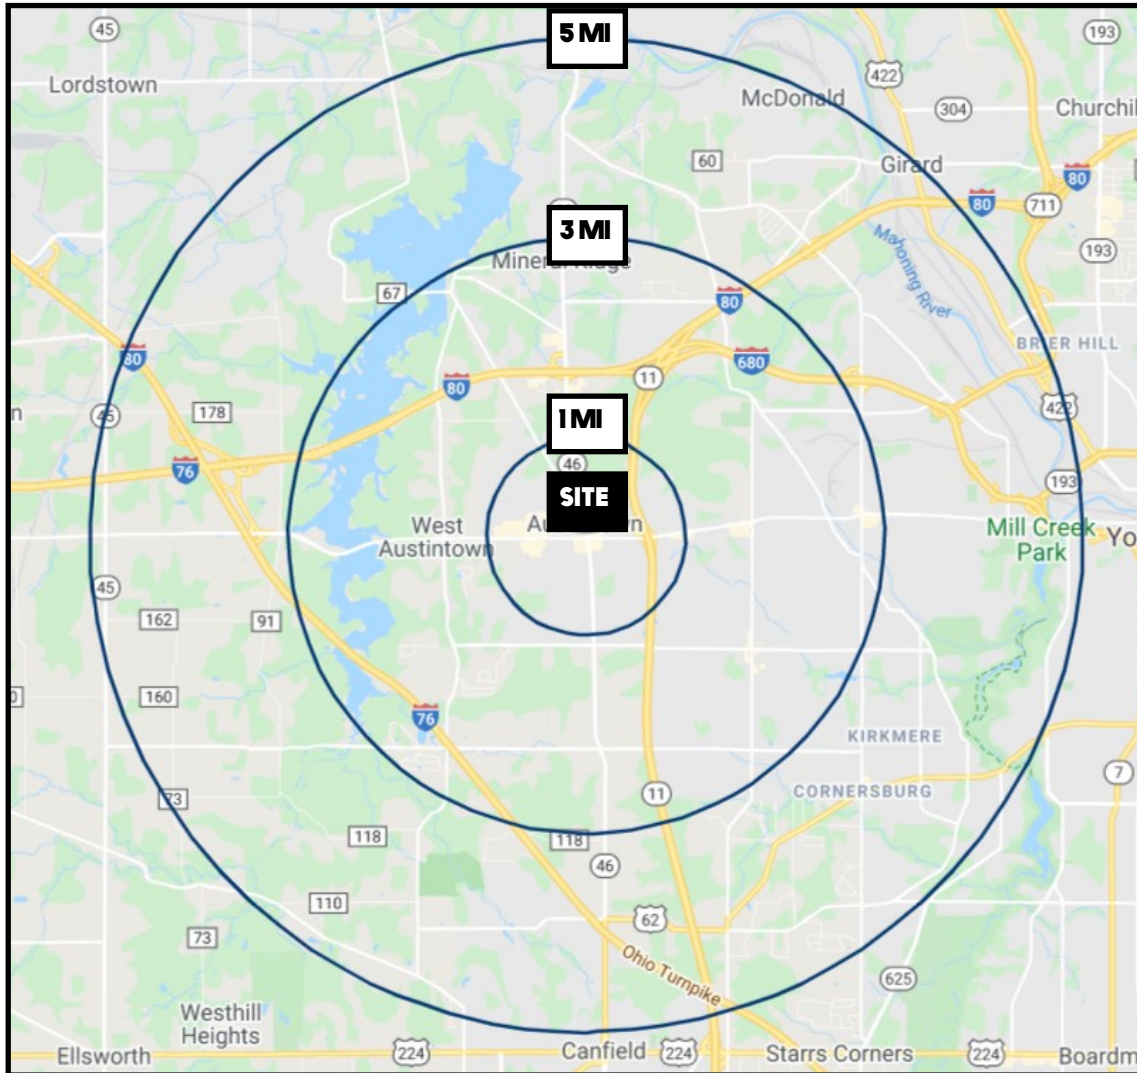 5 MI
45
193
Lordstown
422
McDonald
304
60
Girard
80
80
711
3 MI
Mineral Ridge
193
67
80
Mahoning
River
80
BRIER HILL
680
80
11
45
178
1 MI
422
46
76
193
SITE
West
Austintown
Mill Creek
Park
45
162
91
160
76
KIRKMERE
7
73
11
CORNERSBURG
118
118
46
110
62
73
Ohio Turnpike
625
Westhill
Heights
Ellsworth
224
Canfield
224
Starrs Corners
224